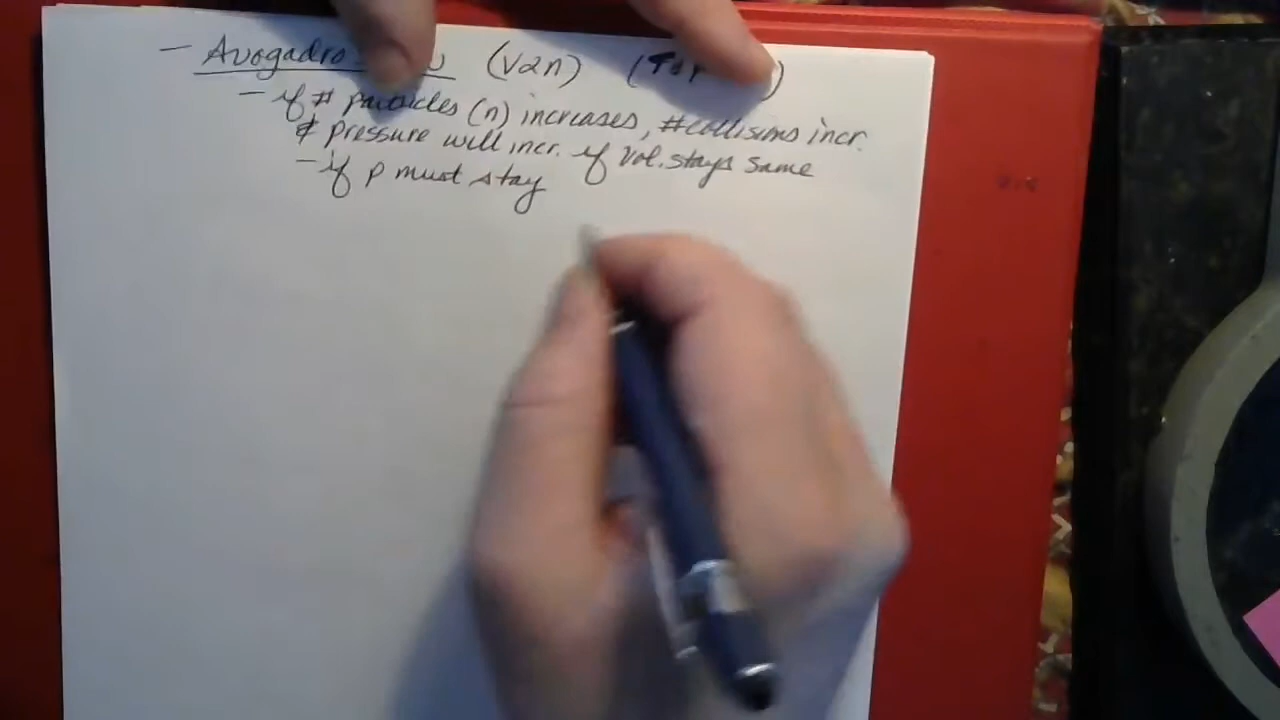 — Avogadro (V∝n)
— if # particles (n) increases, # collisions incr.
& pressure will incr. if vol. stays same
— if P must stay